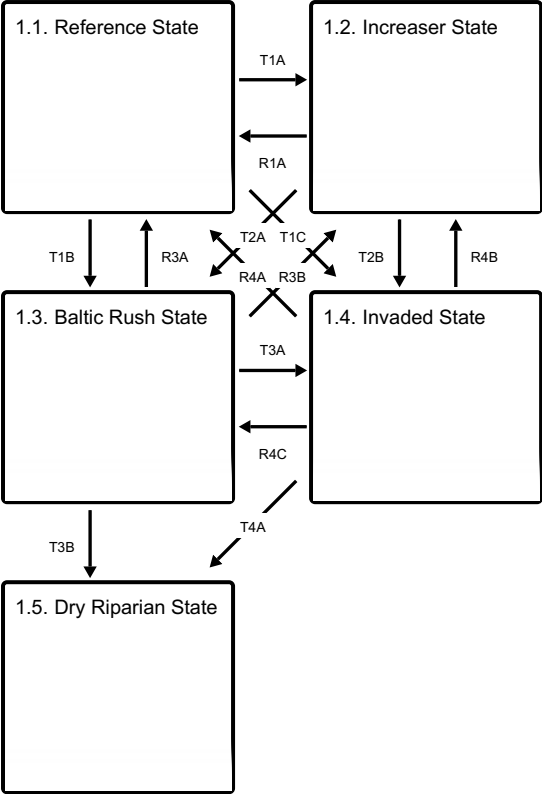 1.1. Reference State
1.2. Increaser State
T1A
R1A
T2A
T1C
T1B
R3A
T2B
R4B
R4A
R3B
1.3. Baltic Rush State
1.4. Invaded State
T3A
R4C
T4A
T3B
1.5. Dry Riparian State